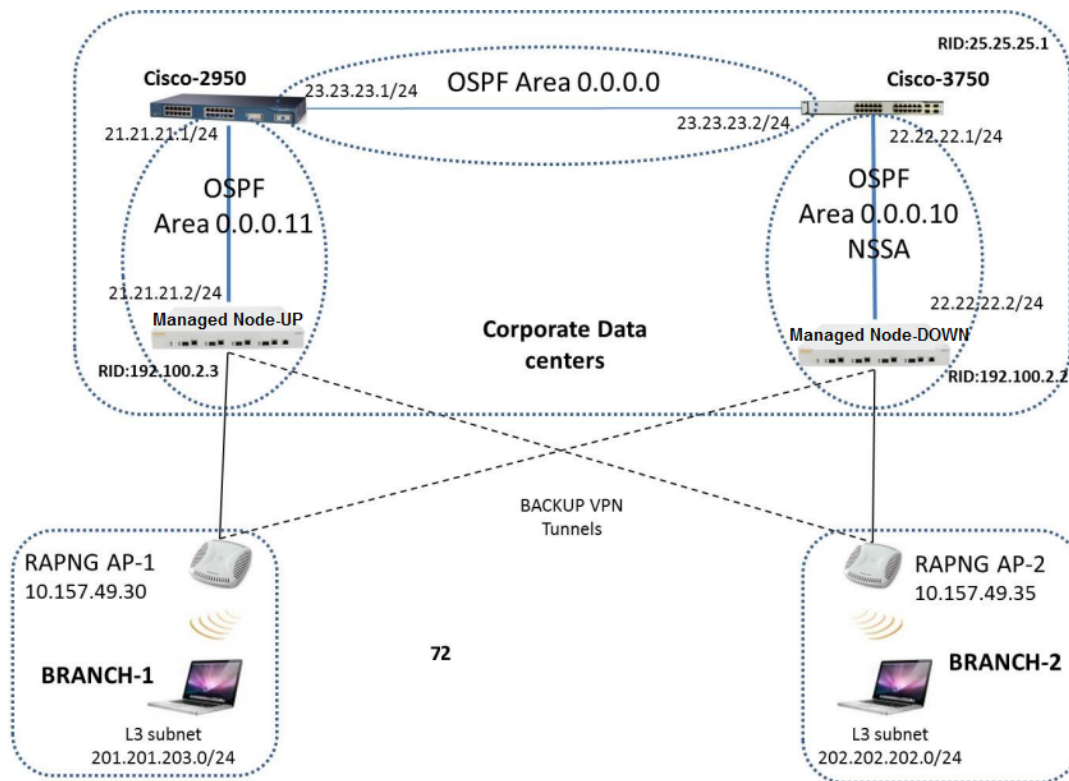 RID:25.25.25.1
Cisco-2950
OSPF Area 0.0.0.0
Cisco-3750
23.23.23.1/24
23.23.23.2/24
21.21.21.1/24
22.22.22.1/24
OSPF
Area 0.0.0.11
OSPF
Area 0.0.0.10
NSSA
21.21.21.2/24
22.22.22.2/24
Managed Node-UP
Managed Node-DOWN
Corporate Data
centers
RID:192.100.2.3
RID:192.100.2.2
BACKUP VPN
Tunnels
RAPNG AP-1
10.157.49.30
RAPNG AP-2
10.157.49.35
72
BRANCH-1
BRANCH-2
L3 subnet
201.201.203.0/24
L3 subnet
202.202.202.0/24